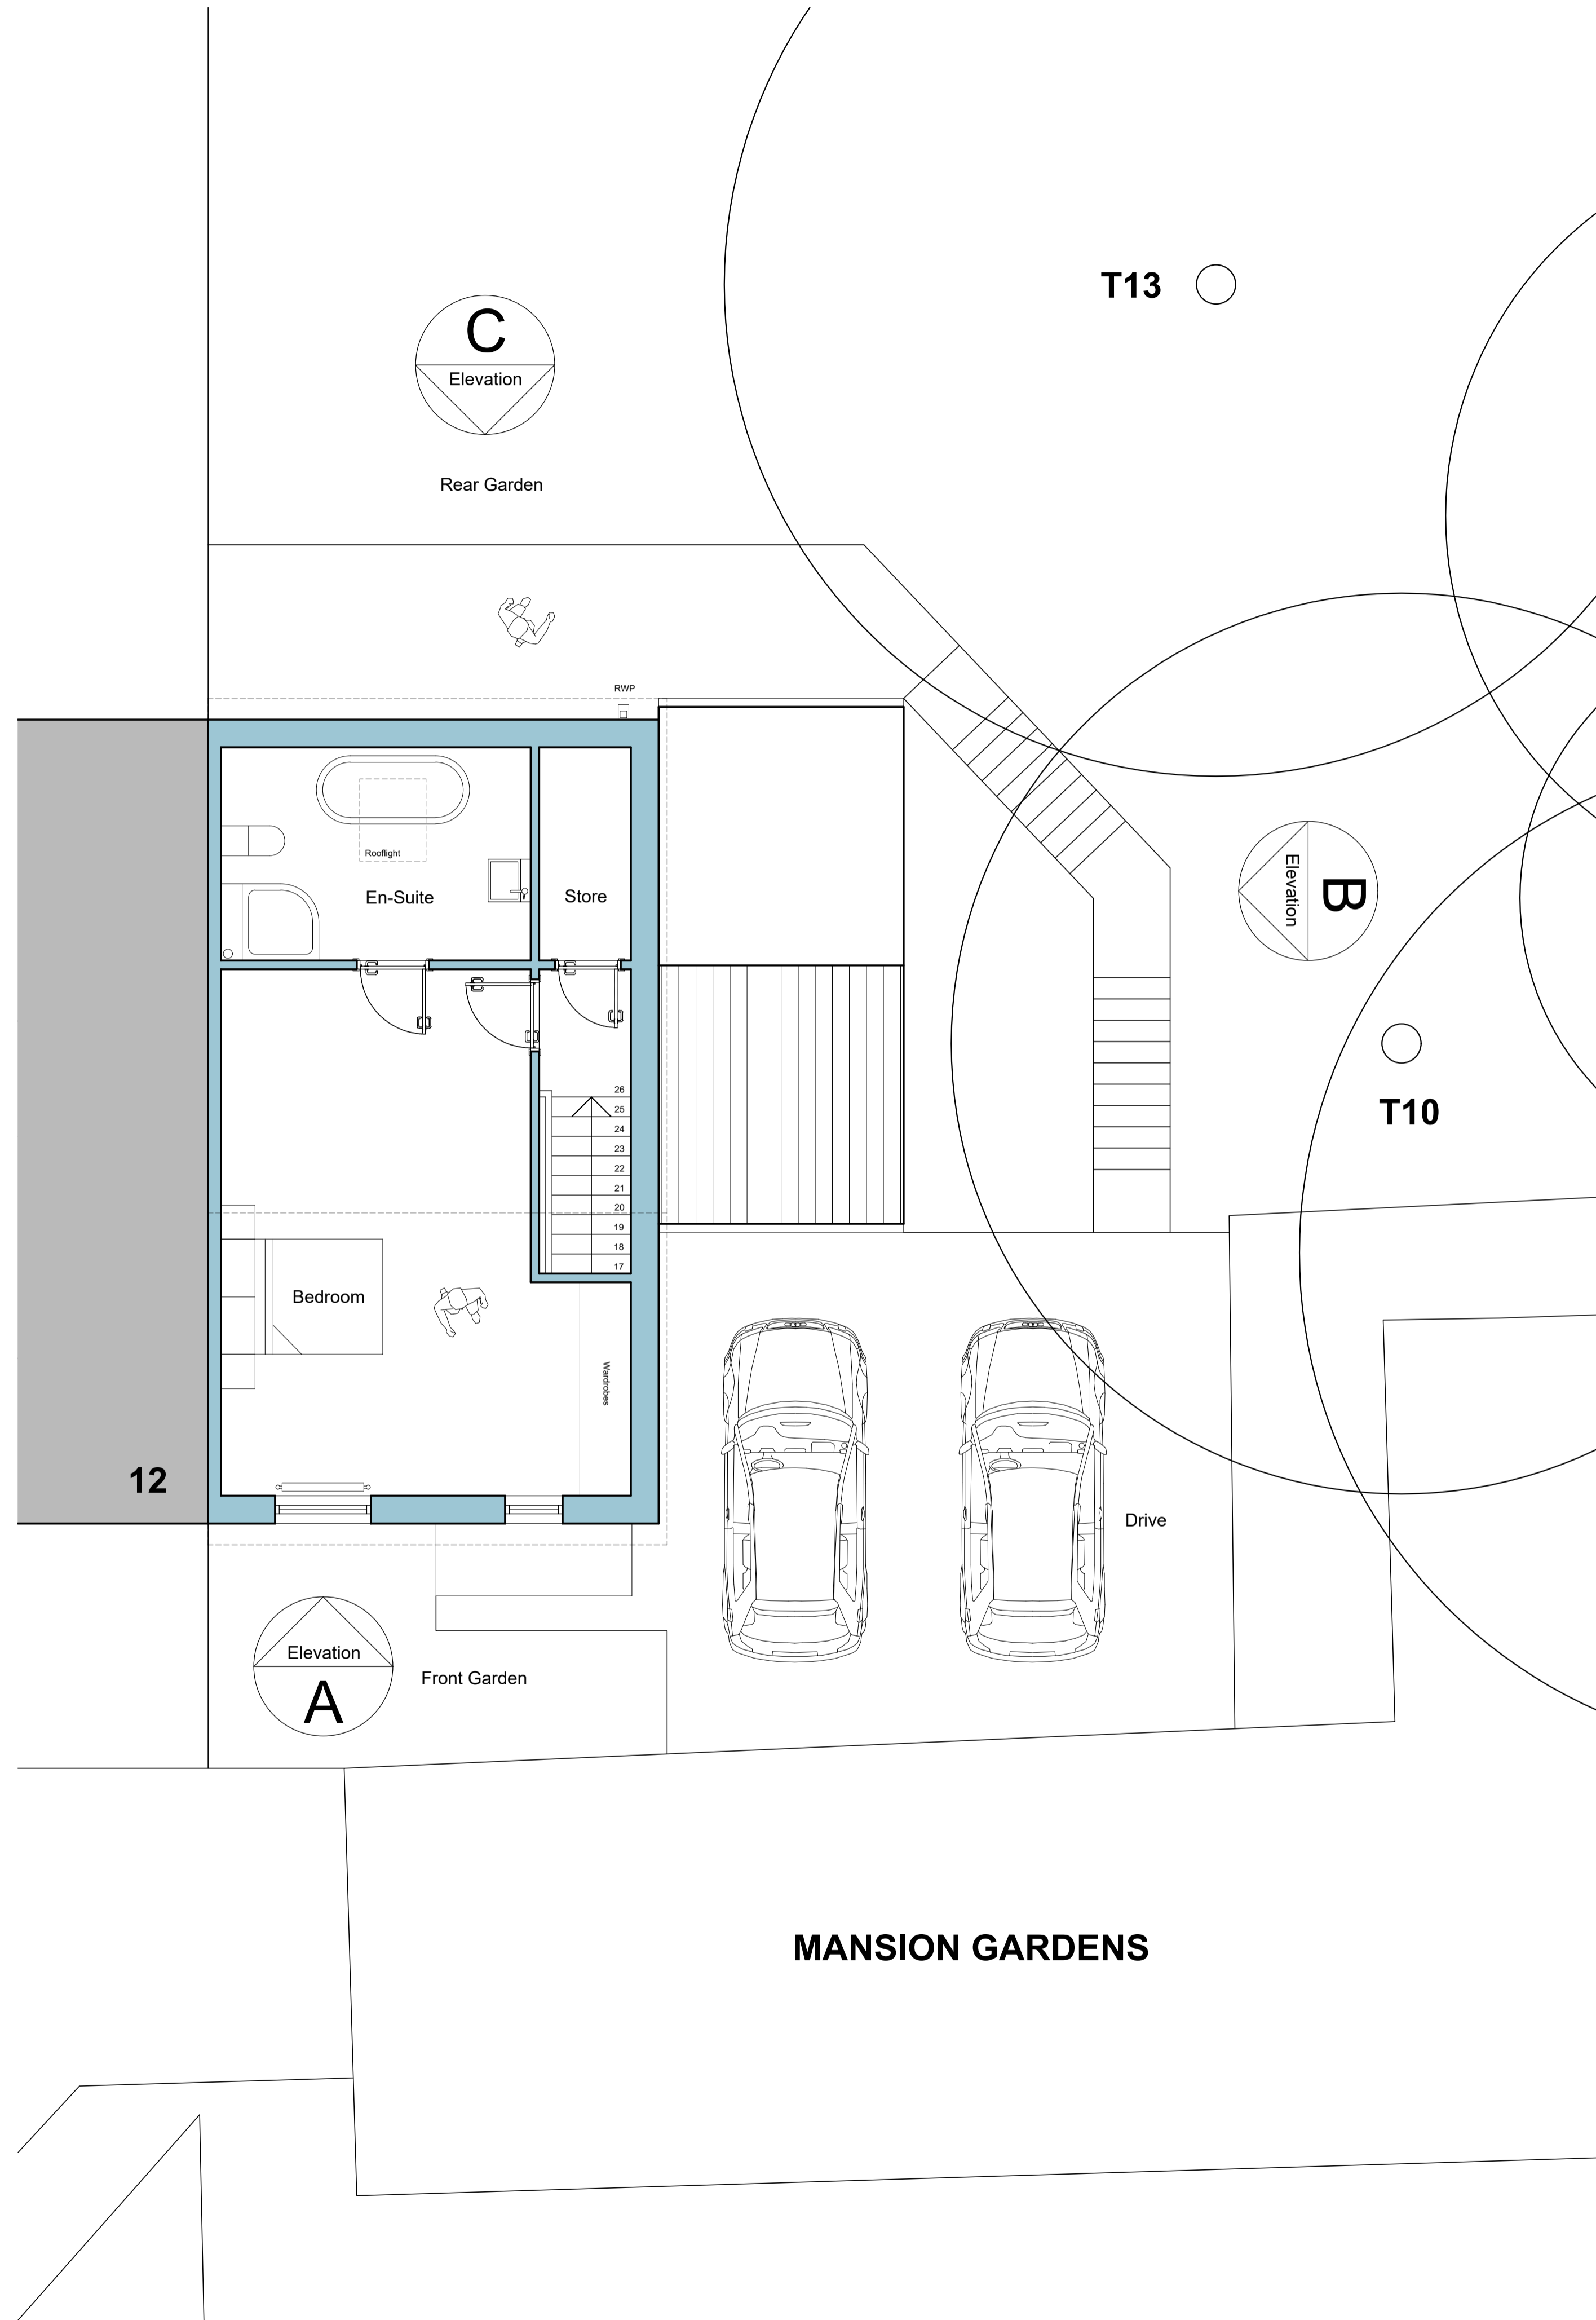 T13
C
Elevation
Rear Garden
RWP
Rooflight
En-Suite
Store
Elevation
B
T10
26
25
24
23
22
21
20
19
18
17
Bedroom
Wardrobes
12
Drive
Elevation
A
Front Garden
MANSION GARDENS